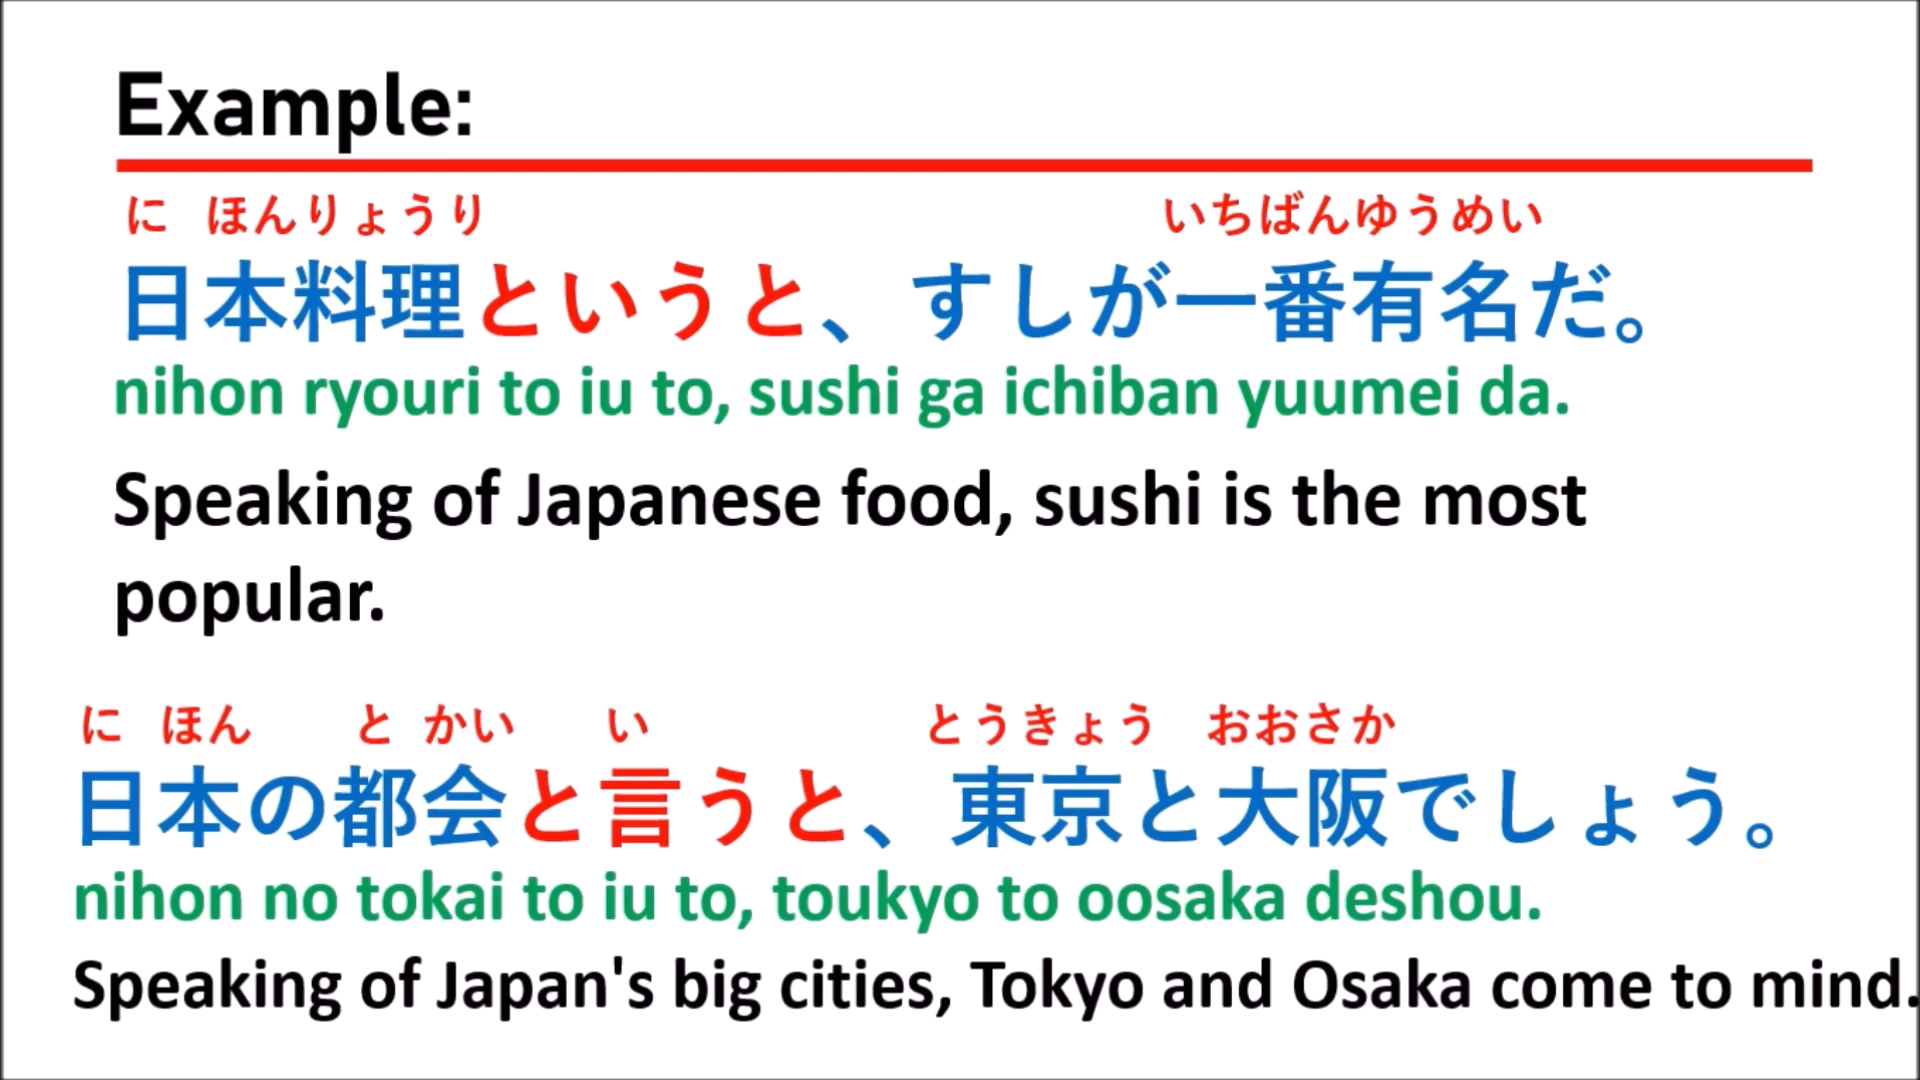 Example:
に ほんりょうり いちばんゆうめい
日本料理というと、すしが一番有名だ。
nihon ryouri to iu to, sushi ga ichiban yuumei da.
Speaking of Japanese food, sushi is the most
popular.
に ほん と かい い とうきょう おおさか
日本の都会と言うと、東京と大阪でしょう。
nihon no tokai to iu to, toukyo to oosaka deshou.
Speaking of Japan's big cities, Tokyo and Osaka come to mind.